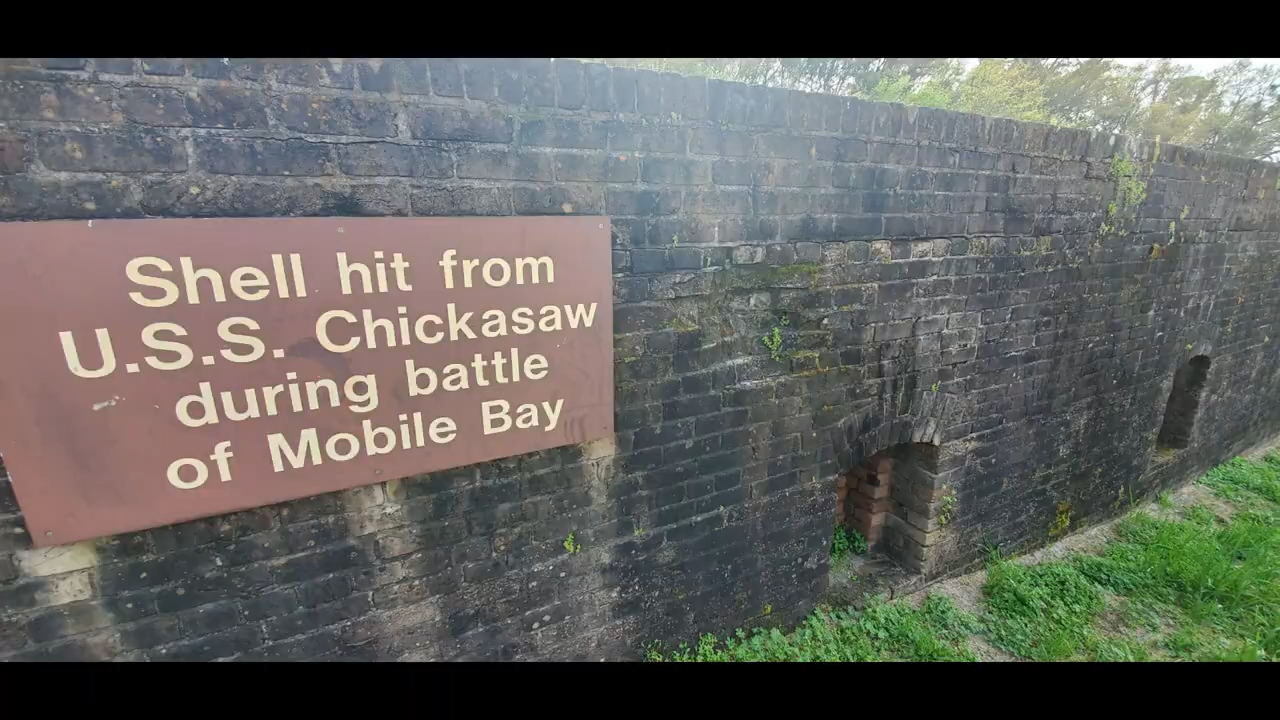 Shell hit from
U.S.S. Chickasaw
during battle
of Mobile Bay